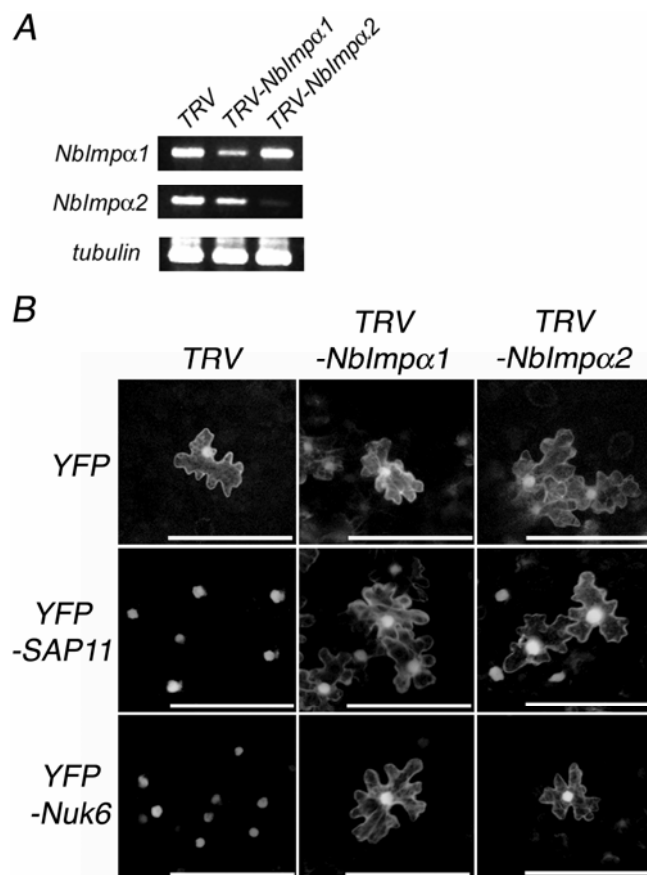 A
TRV
TRV-NbImpα1
TRV-NbImpα2
NbImpα1
NbImpα2
tubulin
B
TRV
TRV
-NbImpα1
TRV
-NbImpα2
YFP
YFP
-SAP11
YFP
-Nuk6